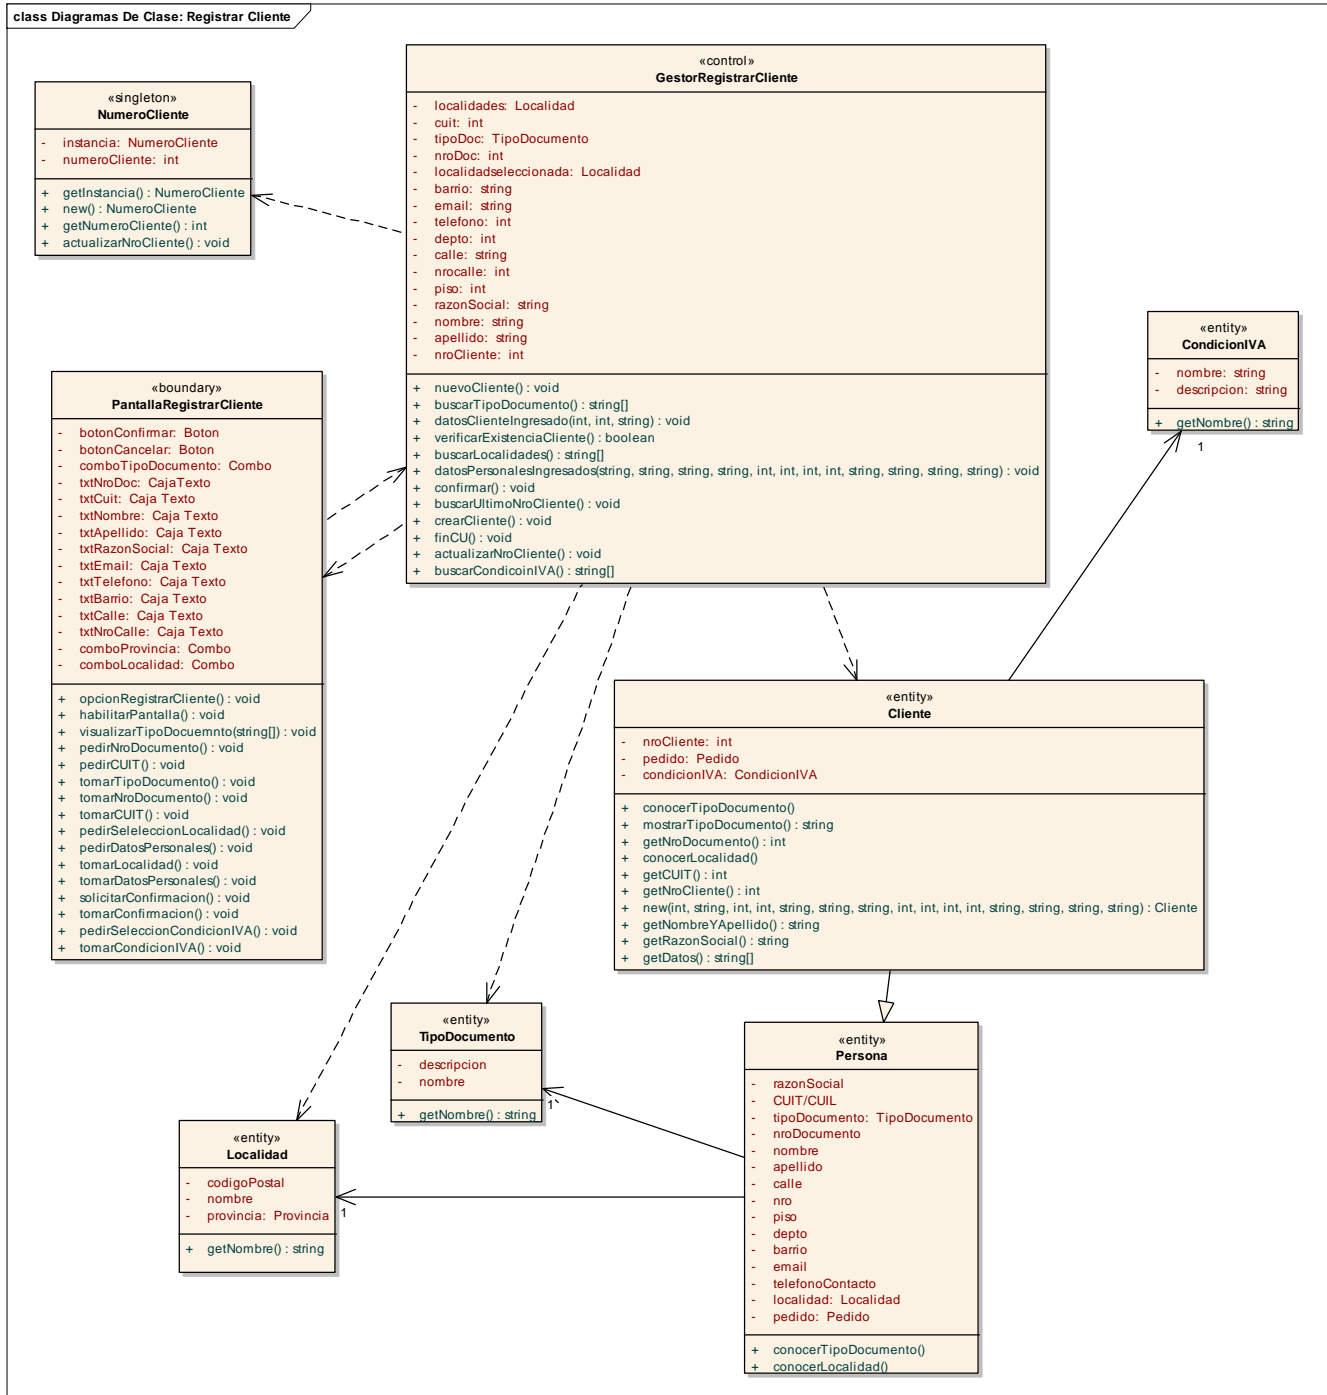 class Diagramas De Clase: Registrar Cliente
«singleton»
NumeroCliente
- instancia: NumeroCliente
- numeroCliente: int
+ getInstancia() : NumeroCliente
+ new() : NumeroCliente
+ getNumeroCliente() : int
+ actualizarNroCliente() : void
«control»
GestorRegistrarCliente
- localidades: Localidad
- cuit: int
- tipoDoc: TipoDocumento
- nroDoc: int
- localidadseleccionada: Localidad
- barrio: string
- email: string
- telefono: int
- depto: int
- calle: string
- nrocalle: int
- piso: int
- razonSocial: string
- nombre: string
- apellido: string
- nroCliente: int
+ nuevoCliente() : void
+ buscarTipoDocumento() : string[]
+ datosClienteIngresado(int, int, string) : void
+ verificarExistenciaCliente() : boolean
+ buscarLocalidades() : string[]
+ datosPersonalesIngresados(string, string, string, string, int, int, int, int, string, string, string, string) : void
+ confirmar() : void
+ buscarUltimoNroCliente() : void
+ crearCliente() : void
+ finCU() : void
+ actualizarNroCliente() : void
+ buscarCondicoinIVA() : string[]
«entity»
CondicionIVA
- nombre: string
- descripcion: string
+ getNombre() : string
1
«boundary»
PantallaRegistrarCliente
- botonConfirmar: Boton
- botonCancelar: Boton
- comboTipoDocumento: Combo
- txtNroDoc: CajaTexto
- txtCuit: Caja Texto
- txtNombre: Caja Texto
- txtApellido: Caja Texto
- txtRazonSocial: Caja Texto
- txtEmail: Caja Texto
- txtTelefono: Caja Texto
- txtBarrio: Caja Texto
- txtCalle: Caja Texto
- txtNroCalle: Caja Texto
- comboProvincia: Combo
- comboLocalidad: Combo
+ opcionRegistrarCliente() : void
+ habilitarPantalla() : void
+ visualizarTipoDocuemnto(string[]) : void
+ pedirNroDocumento() : void
+ pedirCUIT() : void
+ tomarTipoDocumento() : void
+ tomarNroDocumento() : void
+ tomarCUIT() : void
+ pedirSeleleccionLocalidad() : void
+ pedirDatosPersonales() : void
+ tomarLocalidad() : void
+ tomarDatosPersonales() : void
+ solicitarConfirmacion() : void
+ tomarConfirmacion() : void
+ pedirSeleccionCondicionIVA() : void
+ tomarCondicionIVA() : void
«entity»
Cliente
- nroCliente: int
- pedido: Pedido
- condicionIVA: CondicionIVA
+ conocerTipoDocumento()
+ mostrarTipoDocumento() : string
+ getNroDocumento() : int
+ conocerLocalidad()
+ getCUIT() : int
+ getNroCliente() : int
+ new(int, string, int, int, string, string, string, int, int, int, int, string, string, string, string) : Cliente
+ getNombreYApellido() : string
+ getRazonSocial() : string
+ getDatos() : string[]
«entity»
TipoDocumento
- descripcion
- nombre
+ getNombre() : string
1`
«entity»
Localidad
- codigoPostal
- nombre
- provincia: Provincia
+ getNombre() : string
1
«entity»
Persona
- razonSocial
- CUIT/CUIL
- tipoDocumento: TipoDocumento
- nroDocumento
- nombre
- apellido
- calle
- nro
- piso
- depto
- barrio
- email
- telefonoContacto
- localidad: Localidad
- pedido: Pedido
+ conocerTipoDocumento()
+ conocerLocalidad()